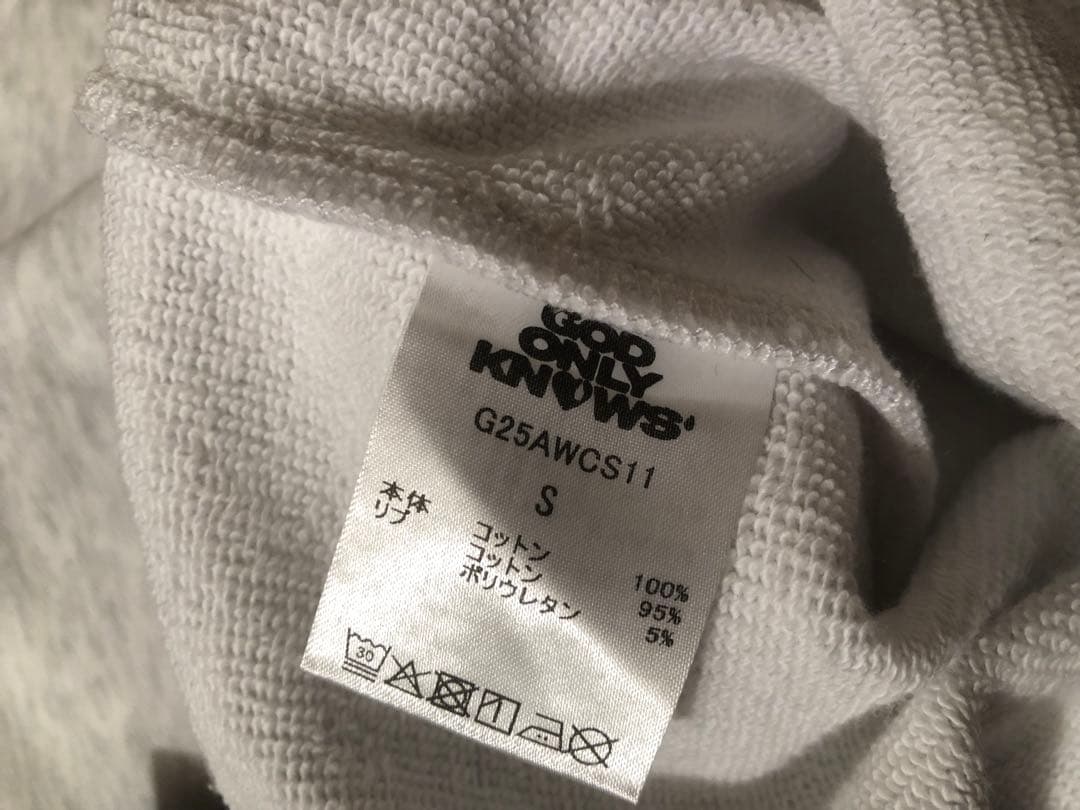 GOD
ONLY
KNOWS'
G25AWCS11
S
本体 コットン 100%
リブ コットン 95%
ポリウレタン 5%
30